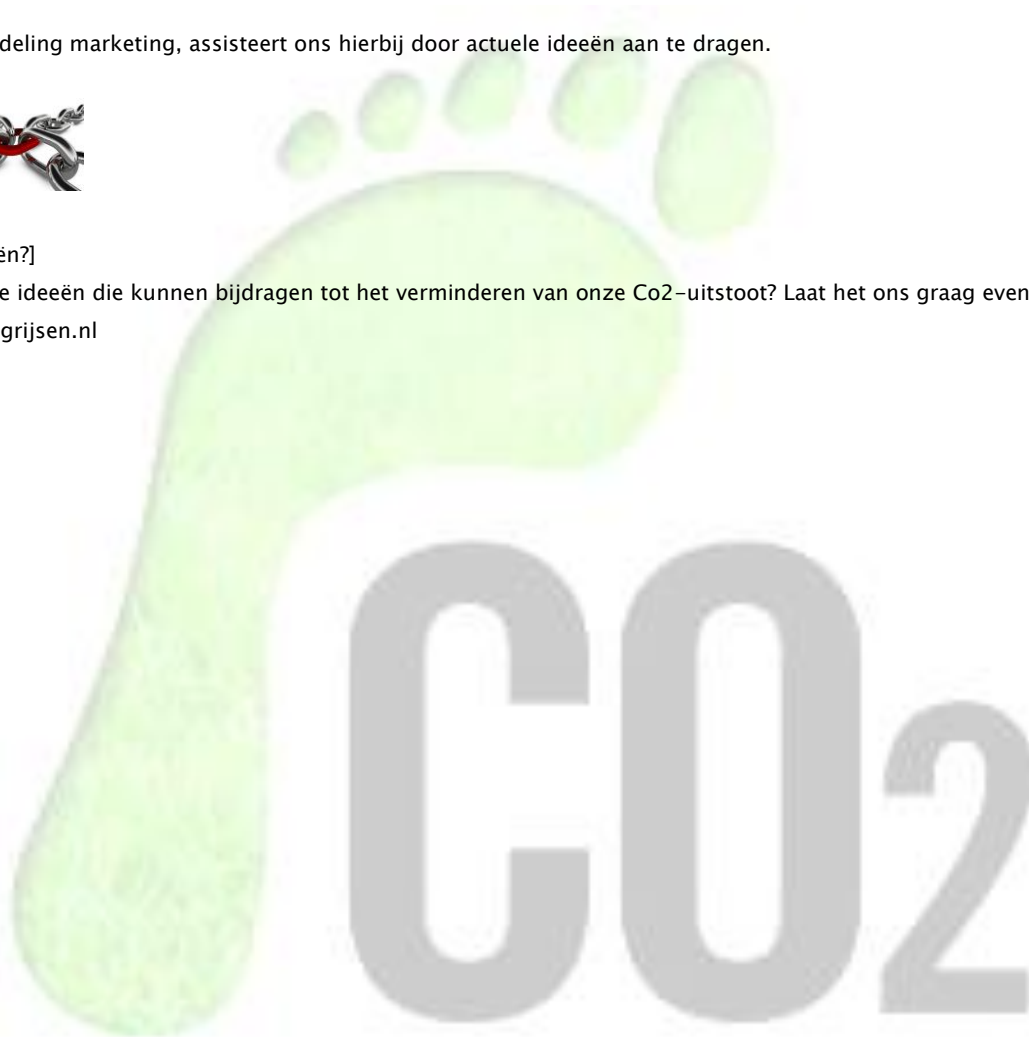 deling marketing, assisteert ons hierbij door actuele ideeën aan te dragen.
ën?]
e ideeën die kunnen bijdragen tot het verminderen van onze Co2-uitstoot? Laat het ons graag even
grijsen.nl
CO2